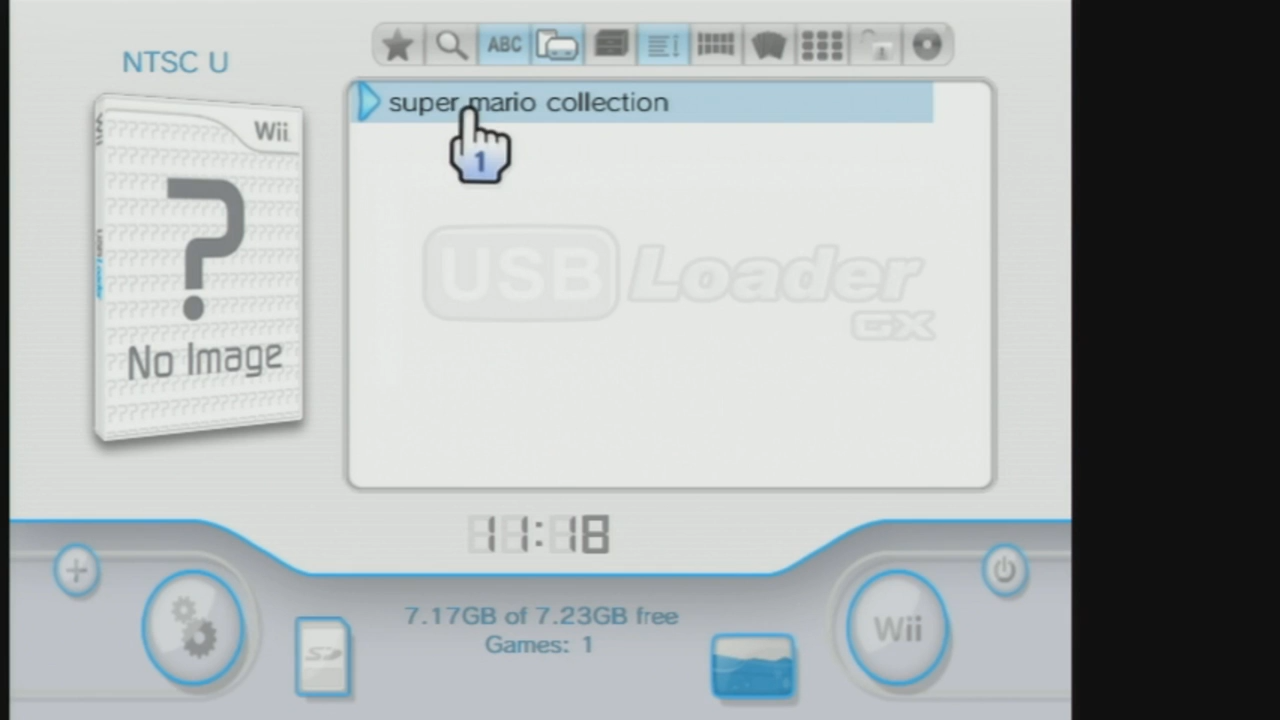 NTSC U
ABC
super mario collection
1
Wii
?
No Image
USB Loader
GX
11:18
7.17GB of 7.23GB free
Games: 1
SD
Wii